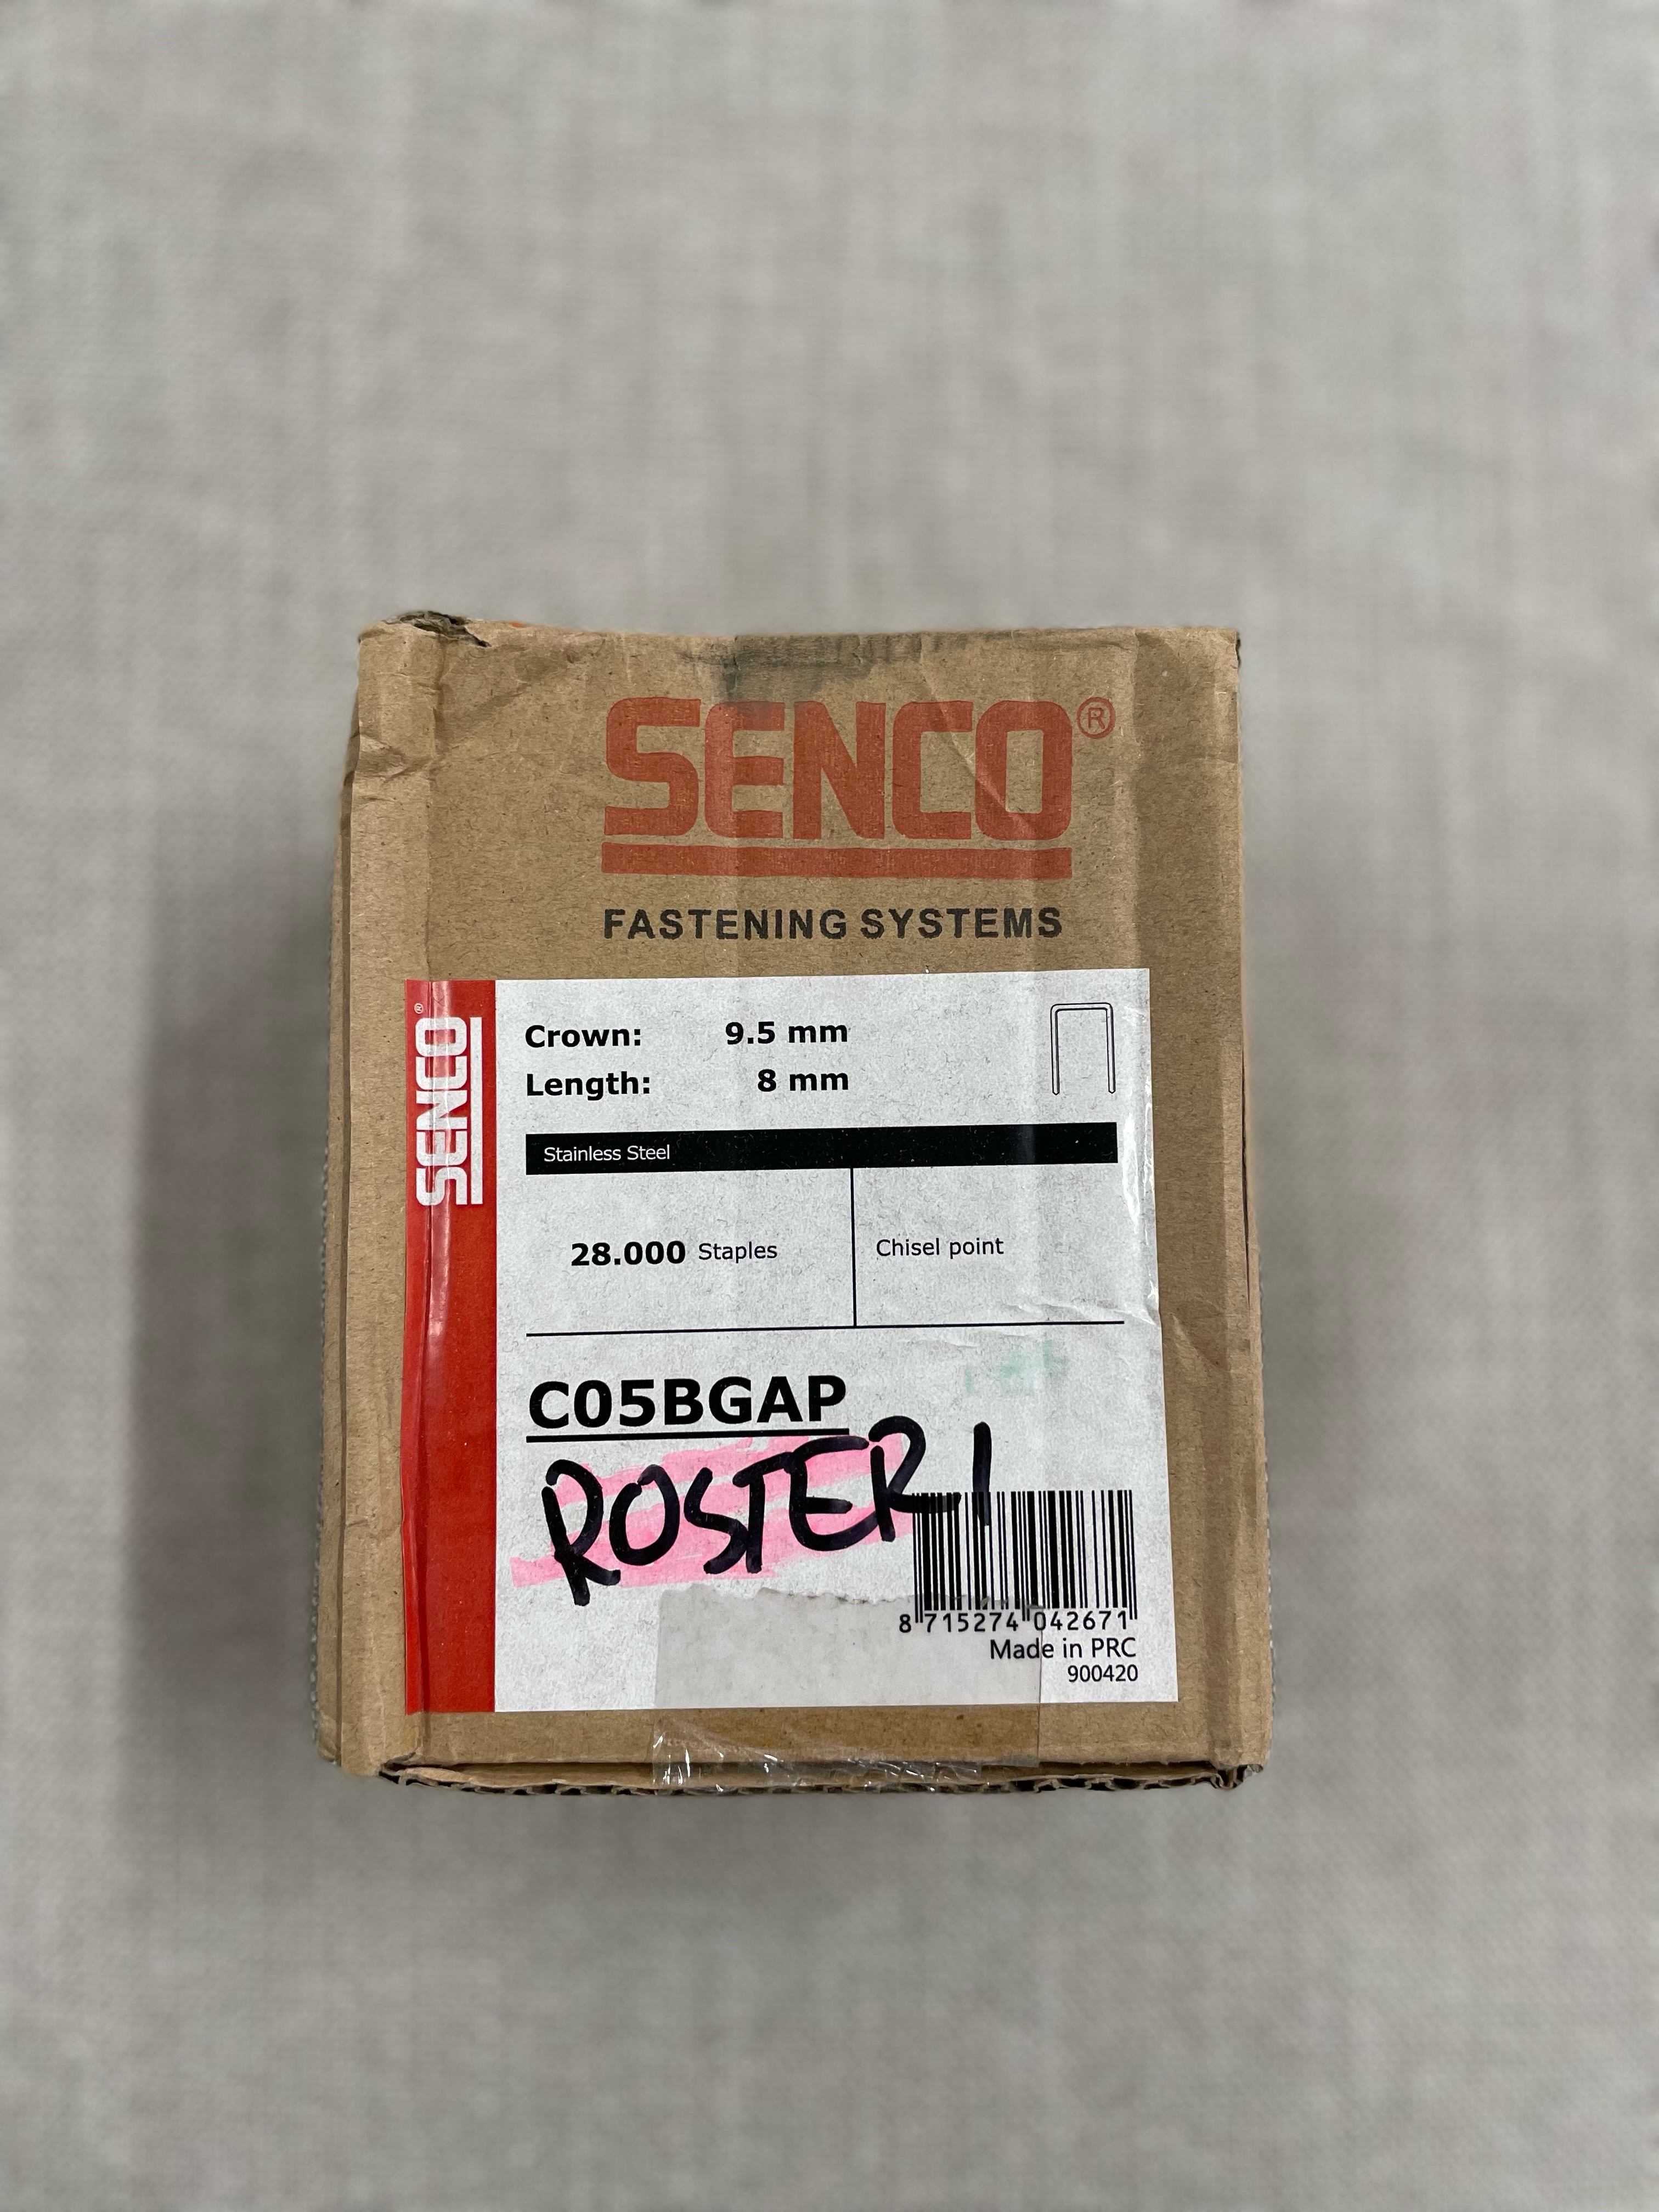 SENCO®
FASTENING SYSTEMS
SENCO®
Crown: 9.5 mm
Length: 8 mm
Stainless Steel
28.000 Staples
Chisel point
C05BGAP
ROSTER 1
8 715274 042671
Made in PRC
900420